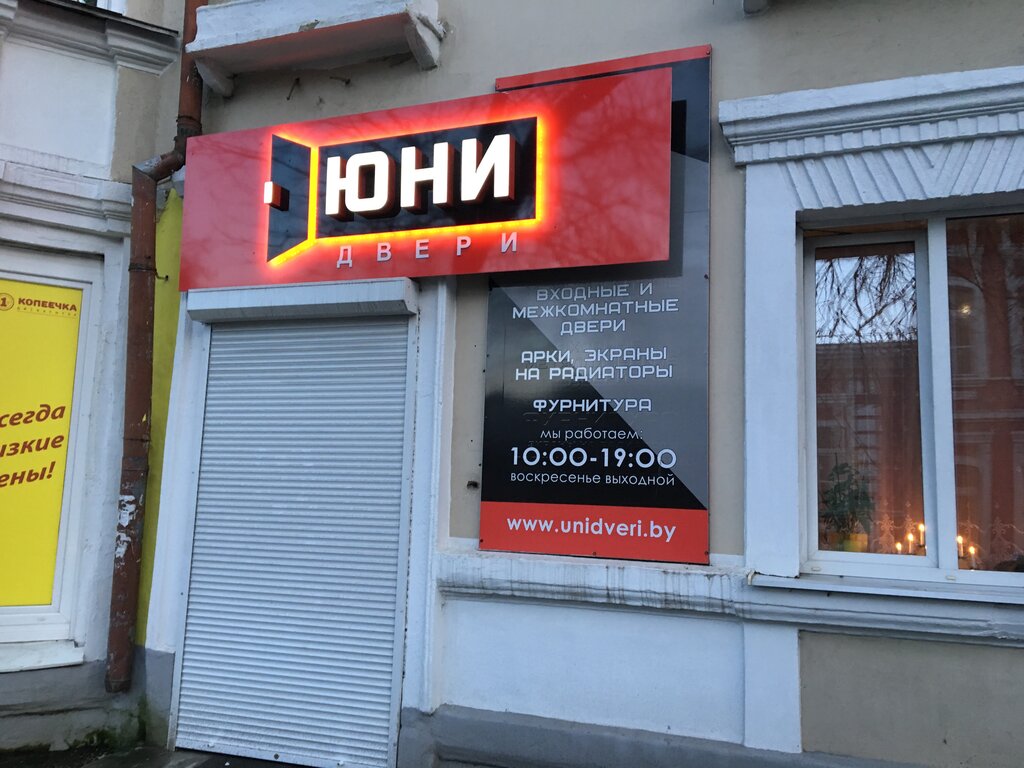 ЮНИ
ДВЕРИ
ВХОДНЫЕ И
МЕЖКОМНАТНЫЕ
ДВЕРИ
АРКИ, ЭКРАНЫ
НА РАДИАТОРЫ
ФУРНИТУРА
мы работаем:
10:00-19:00
воскресенье выходной
www.unidveri.by
1 КОПЕЕЧКА
сегда
изкие
ены!